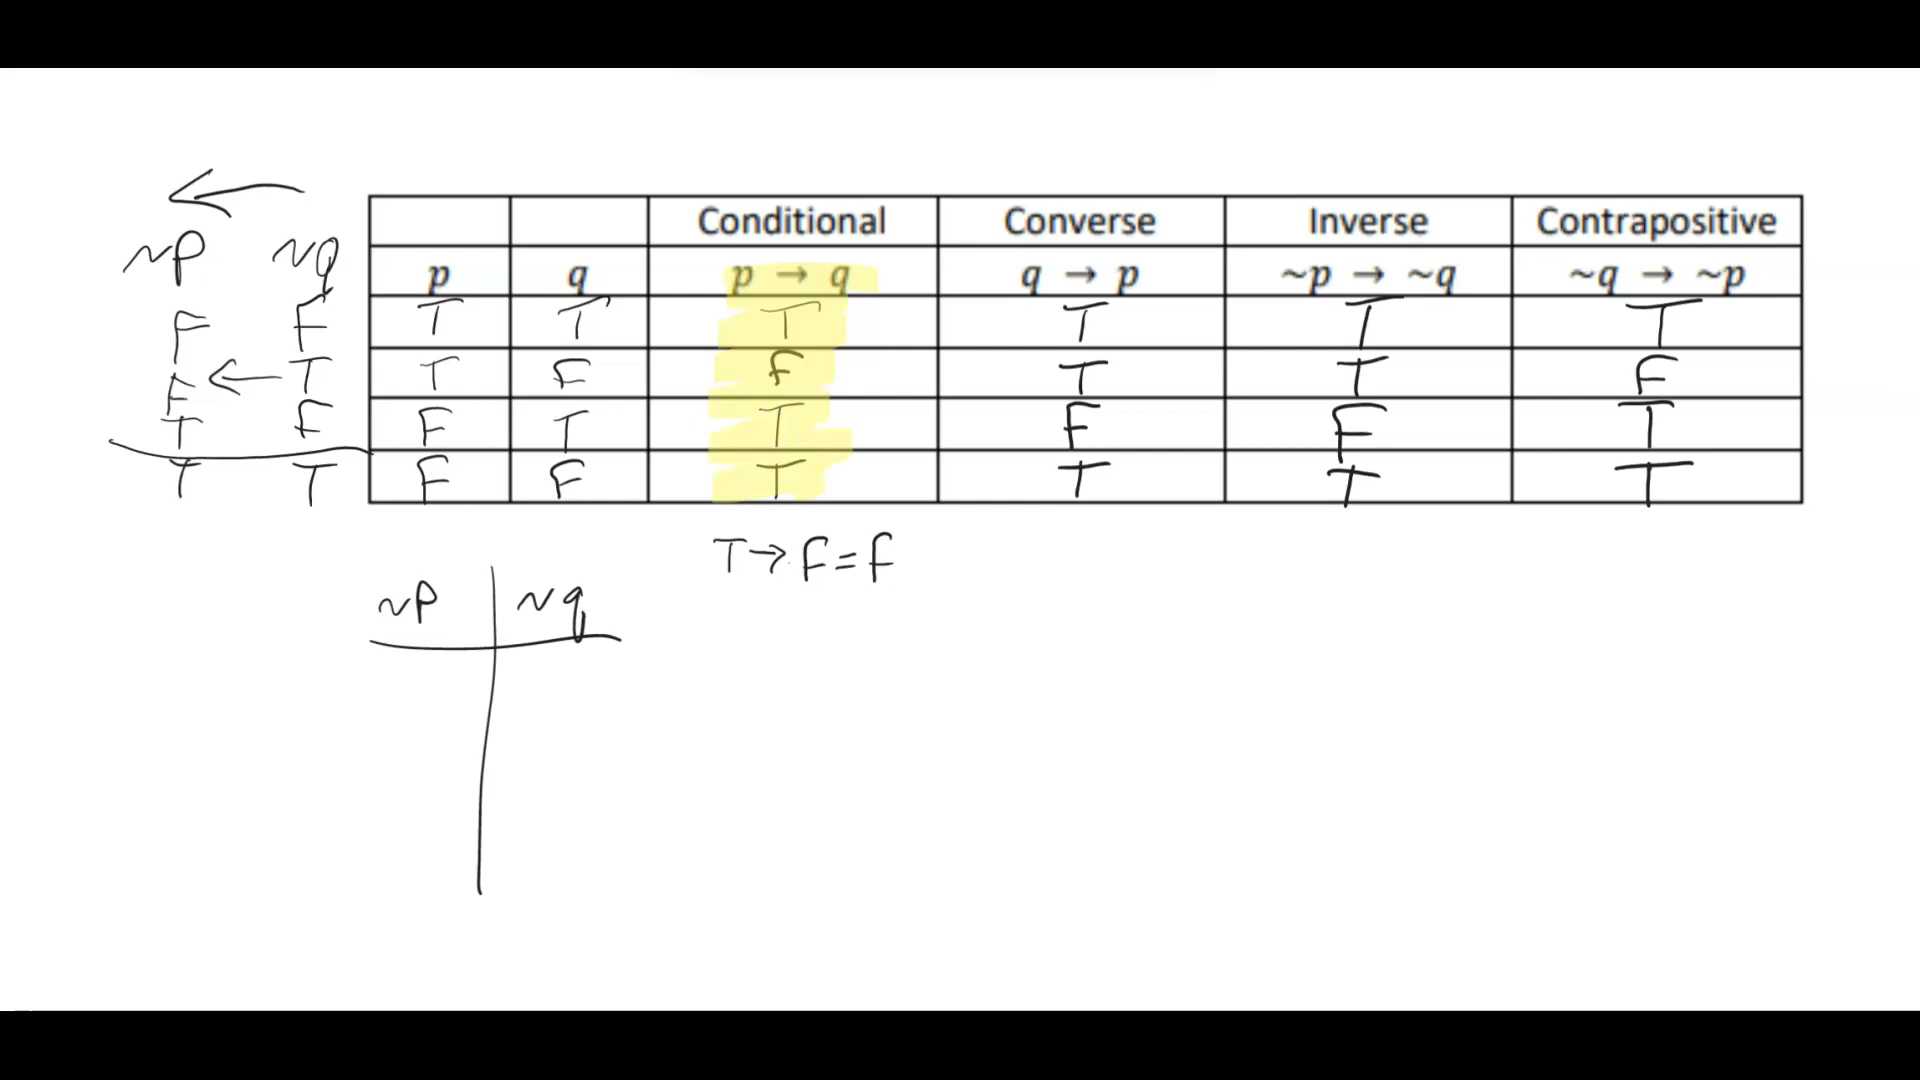 ← Conditional Converse Inverse Contrapositive
~p ~q p q p → q q → p ~p → ~q ~q → ~p
F F T T T T T T
F ← T T F F T T F
T F F T T F F T
T T F F T T T T
T → F = F
~p ~q